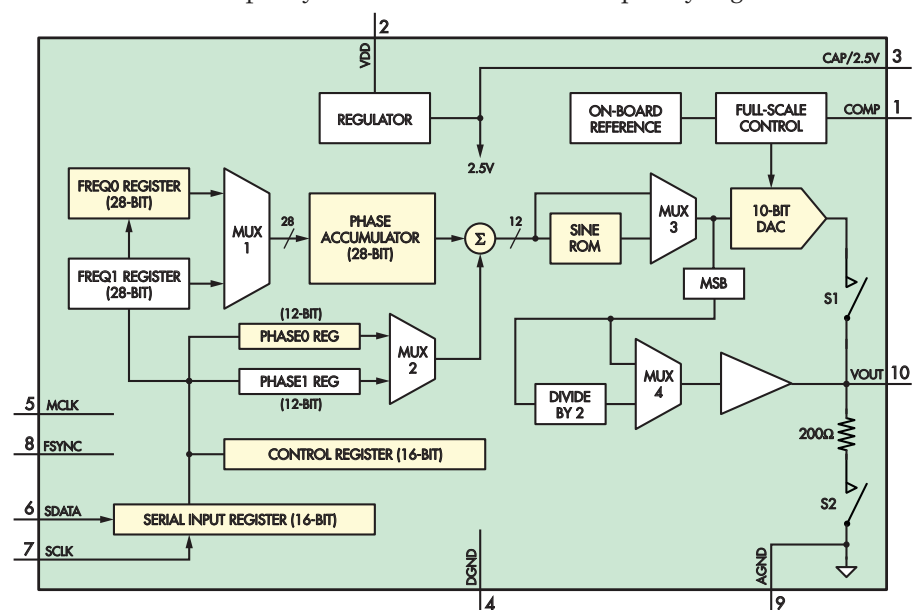 2
VDD
CAP/2.5V
3
REGULATOR
ON-BOARD
REFERENCE
FULL-SCALE
CONTROL
COMP
1
2.5V
FREQ0 REGISTER
(28-BIT)
MUX
1
28
PHASE
ACCUMULATOR
(28-BIT)
Σ
12
SINE
ROM
MUX
3
10-BIT
DAC
FREQ1 REGISTER
(28-BIT)
MSB
S1
(12-BIT)
PHASE0 REG
MUX
2
PHASE1 REG
(12-BIT)
DIVIDE
BY 2
MUX
4
VOUT
10
5
MCLK
8
FSYNC
CONTROL REGISTER (16-BIT)
200Ω
6
SDATA
SERIAL INPUT REGISTER (16-BIT)
S2
7
SCLK
DGND
4
AGND
9